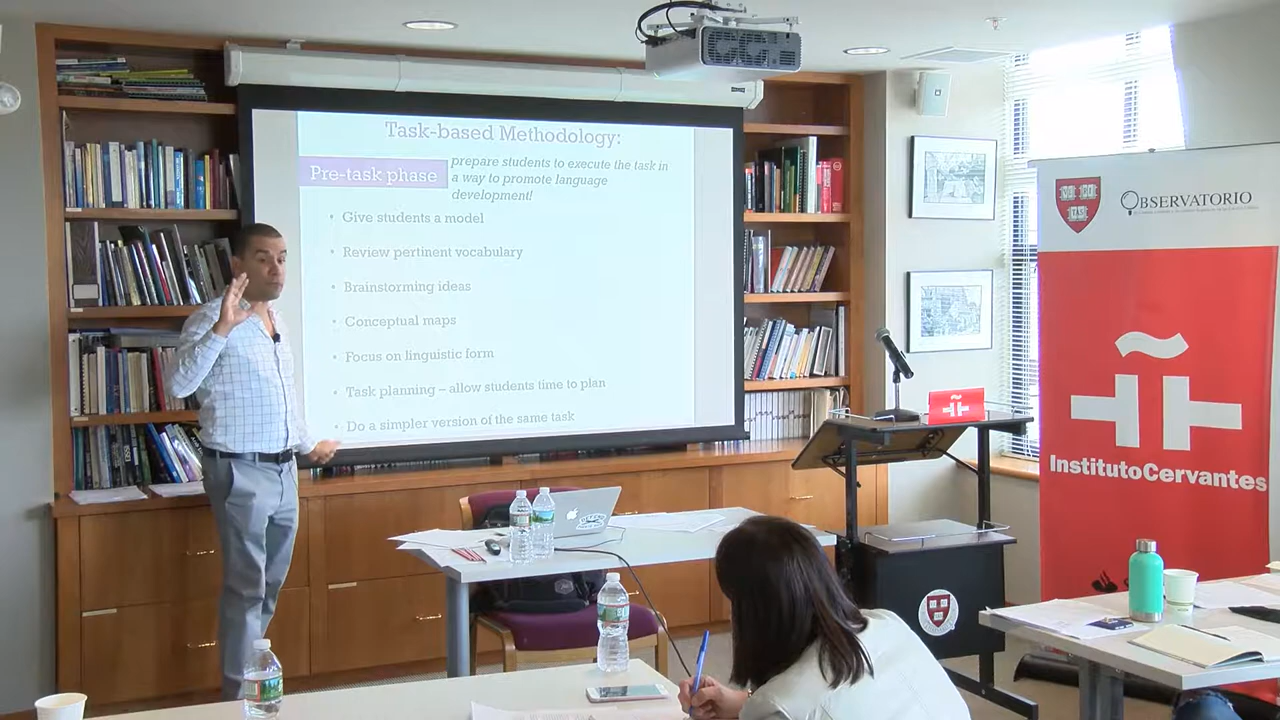 Task-based Methodology:
Pre-task phase
prepare students to execute the task in
a way to promote language
development!
• Give students a model
• Review pertinent vocabulary
• Brainstorming ideas
• Conceptual maps
• Focus on linguistic form
• Task planning – allow students time to plan
• Do a simpler version of the same task
OBSERVATORIO
InstitutoCervantes